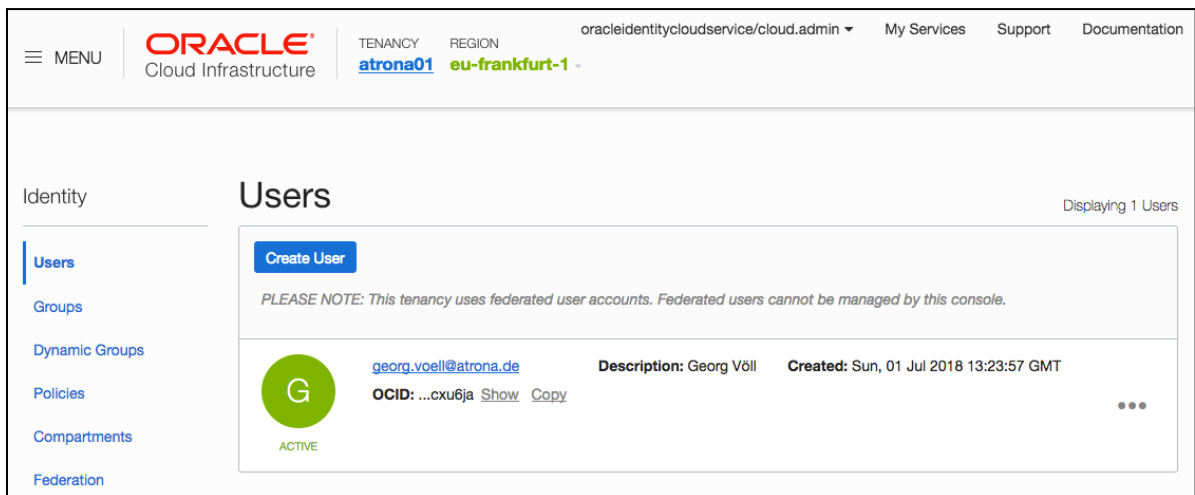 MENU
ORACLE
Cloud Infrastructure
TENANCY
atrona01
REGION
eu-frankfurt-1
oracleidentitycloudservice/cloud.admin
My Services
Support
Documentation
Identity
Users
Groups
Dynamic Groups
Policies
Compartments
Federation
Users
Displaying 1 Users
Create User
PLEASE NOTE: This tenancy uses federated user accounts. Federated users cannot be managed by this console.
G
ACTIVE
georg.voell@atrona.de
OCID: ...cxu6ja Show Copy
Description: Georg Völl
Created: Sun, 01 Jul 2018 13:23:57 GMT